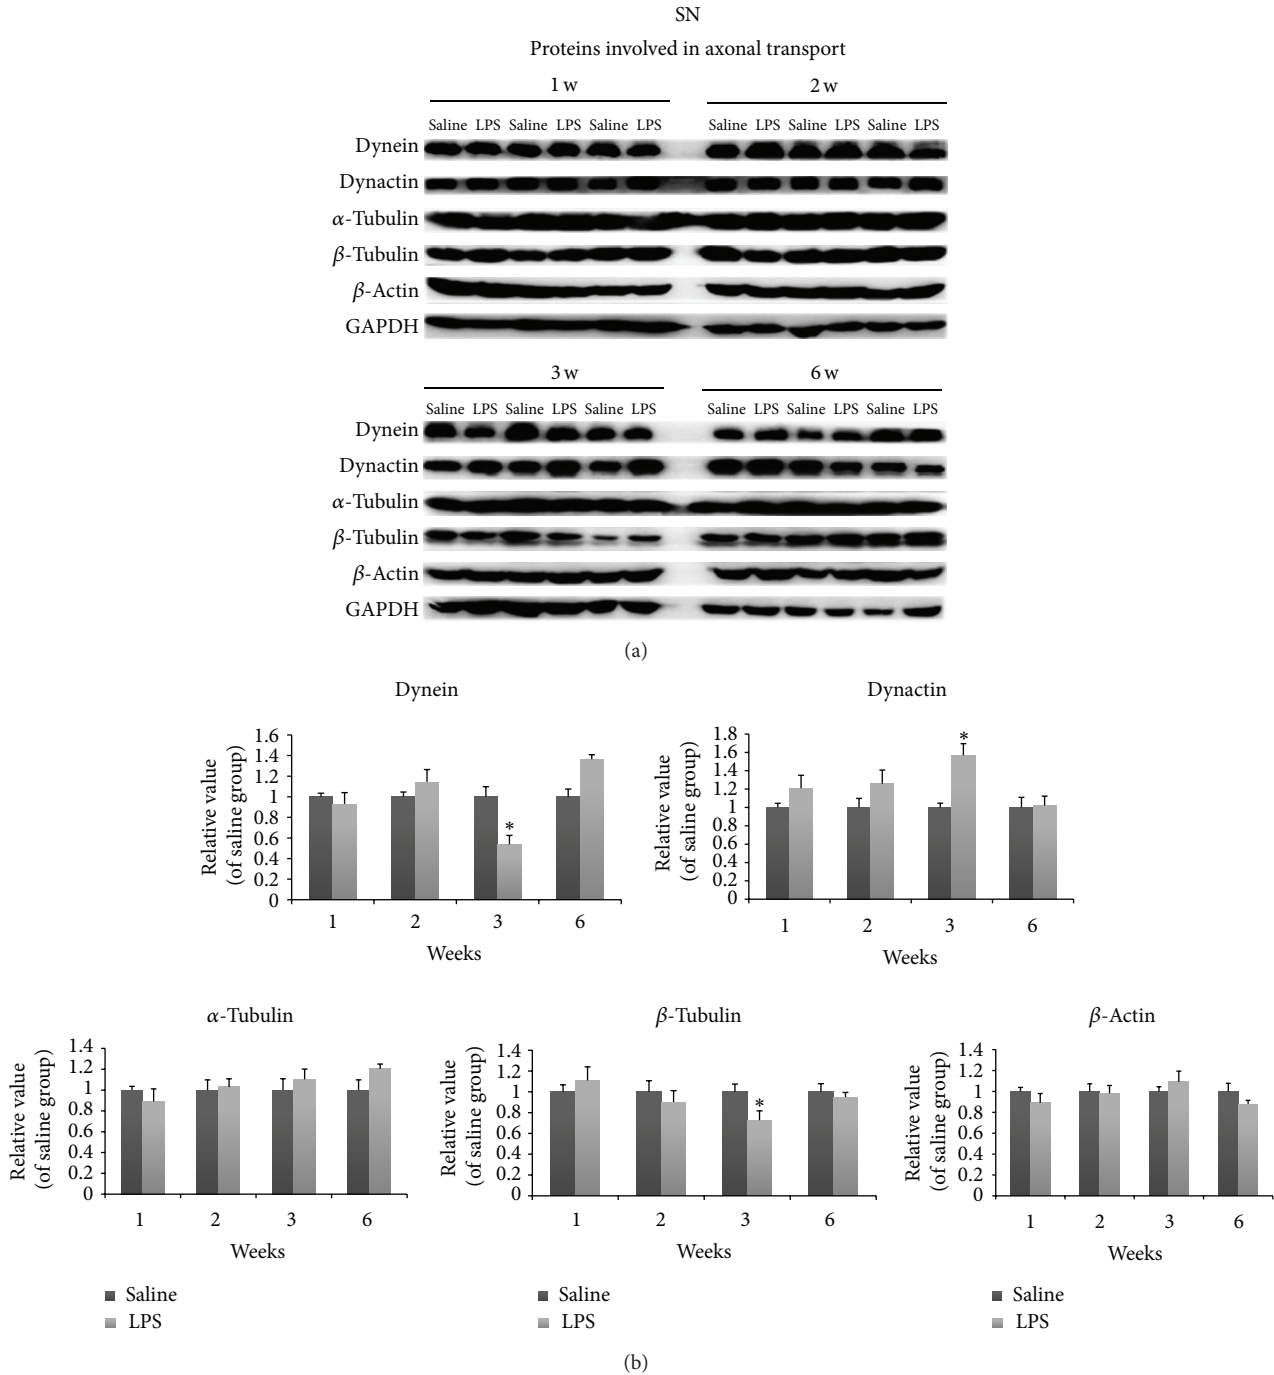 SN
Proteins involved in axonal transport
1 w
2 w
Saline LPS Saline LPS Saline LPS
Saline LPS Saline LPS Saline LPS
Dynein
Dynactin
α-Tubulin
β-Tubulin
β-Actin
GAPDH
3 w
6 w
Saline LPS Saline LPS Saline LPS
Saline LPS Saline LPS Saline LPS
Dynein
Dynactin
α-Tubulin
β-Tubulin
β-Actin
GAPDH
(a)
Dynein
Relative value
(of saline group)
1.6
1.4
1.2
1
0.8
0.6
0.4
0.2
0
*
1 2 3 6
Weeks
Dynactin
Relative value
(of saline group)
1.8
1.6
1.4
1.2
1
0.8
0.6
0.4
0.2
0
*
1 2 3 6
Weeks
α-Tubulin
Relative value
(of saline group)
1.4
1.2
1
0.8
0.6
0.4
0.2
0
1 2 3 6
Weeks
Saline
LPS
β-Tubulin
Relative value
(of saline group)
1.4
1.2
1
0.8
0.6
0.4
0.2
0
*
1 2 3 6
Weeks
Saline
LPS
β-Actin
Relative value
(of saline group)
1.4
1.2
1
0.8
0.6
0.4
0.2
0
1 2 3 6
Weeks
Saline
LPS
(b)